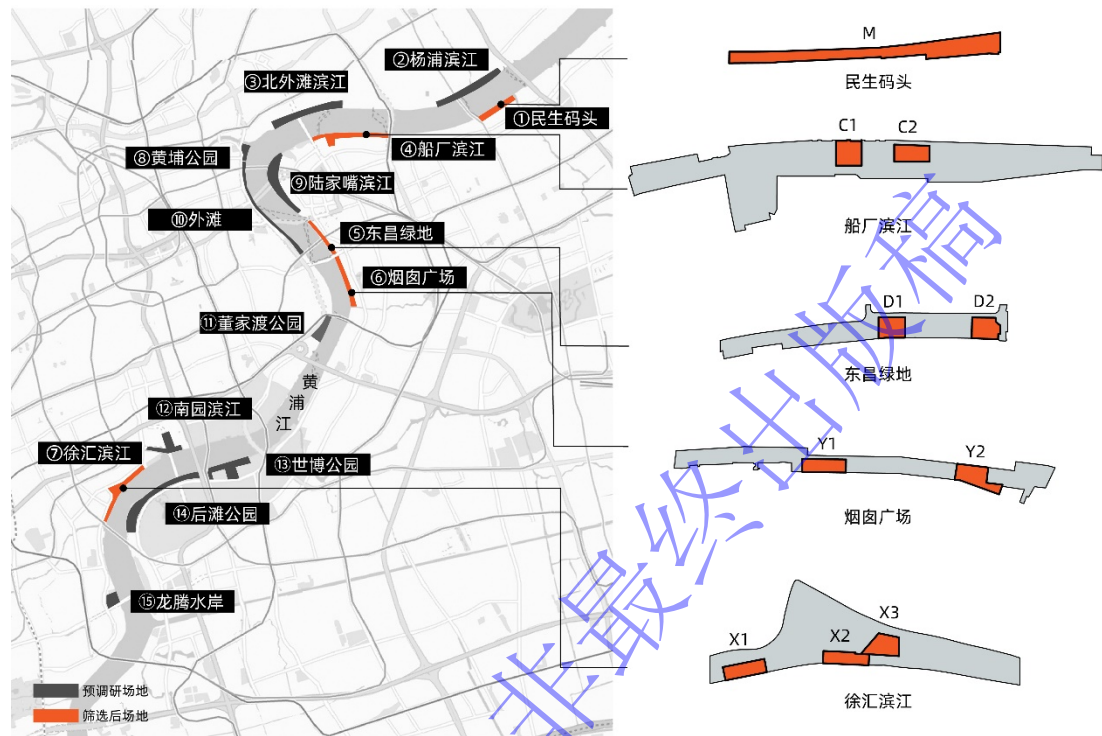 ②杨浦滨江
③北外滩滨江
①民生码头
④船厂滨江
⑧黄埔公园
⑨陆家嘴滨江
⑩外滩
⑤东昌绿地
⑥烟囱广场
⑪董家渡公园
黄浦江
⑫南园滨江
⑦徐汇滨江
⑬世博公园
⑭后滩公园
⑮龙腾水岸
预调研场地
筛选后场地
M
民生码头
C1 C2
船厂滨江
D1 D2
东昌绿地
Y1 Y2
烟囱广场
X1 X2 X3
徐汇滨江
非最终出版稿